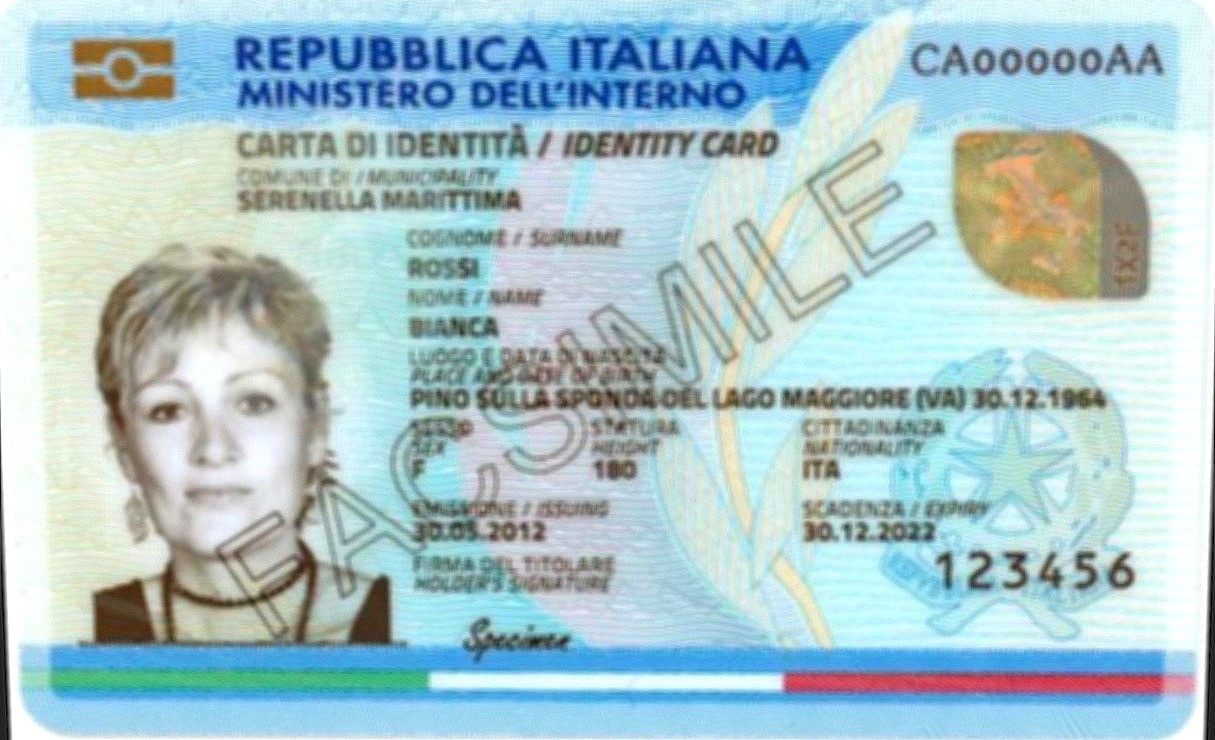 REPUBBLICA ITALIANA
MINISTERO DELL'INTERNO
CA00000AA
CARTA DI IDENTITÀ / IDENTITY CARD
COMUNE DI / MUNICIPALITY
SERENELLA MARITTIMA
1X2F
COGNOME / SURNAME
ROSSI
NOME / NAME
BIANCA
LUOGO E DATA DI NASCITA
PLACE AND DATE OF BIRTH
PINO SULLA SPONDA DEL LAGO MAGGIORE (VA) 30.12.1964
SESSO STATURA CITTADINANZA
SEX HEIGHT NATIONALITY
F 180 ITA
EMISSIONE / ISSUING SCADENZA / EXPIRY
30.05.2012 30.12.2022
123456
FIRMA DEL TITOLARE
HOLDER'S SIGNATURE
Specimen
FACSIMILE